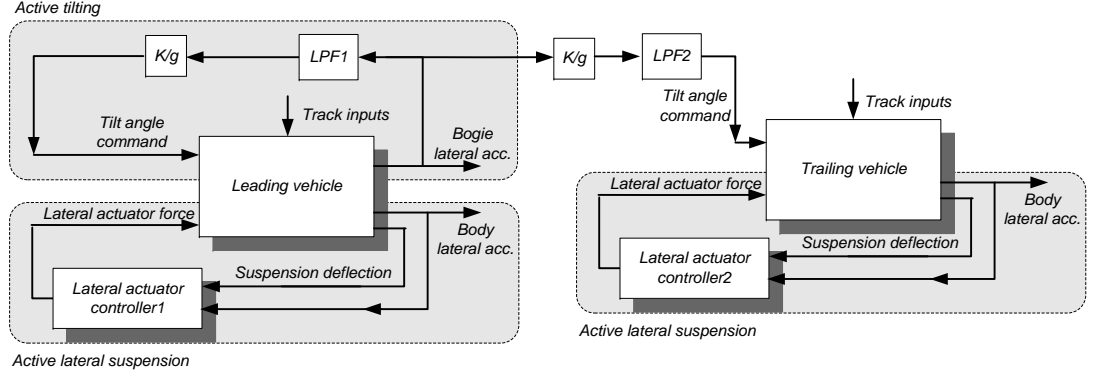 Active tilting
K/g
LPF1
K/g
LPF2
Tilt angle
command
Track inputs
Bogie
lateral acc.
Leading vehicle
Tilt angle
command
Track inputs
Trailing vehicle
Lateral actuator force
Body
lateral acc.
Suspension deflection
Lateral actuator
controller1
Active lateral suspension
Lateral actuator force
Body
lateral acc.
Suspension deflection
Lateral actuator
controller2
Active lateral suspension